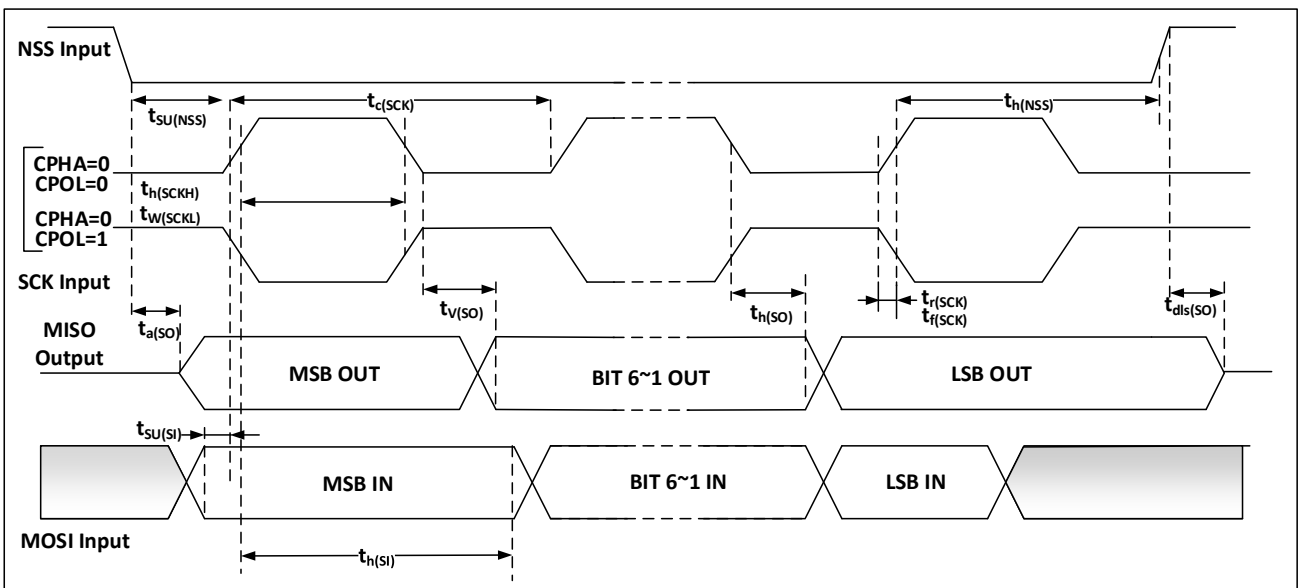 NSS Input
tSU(NSS)
tc(SCK)
th(NSS)
CPHA=0
CPOL=0
th(SCKH)
CPHA=0
tW(SCKL)
CPOL=1
SCK Input
ta(SO)
tV(SO)
th(SO)
tr(SCK)
tf(SCK)
tdls(SO)
MISO
Output
MSB OUT
BIT 6~1 OUT
LSB OUT
tSU(SI)
MSB IN
BIT 6~1 IN
LSB IN
MOSI Input
th(SI)